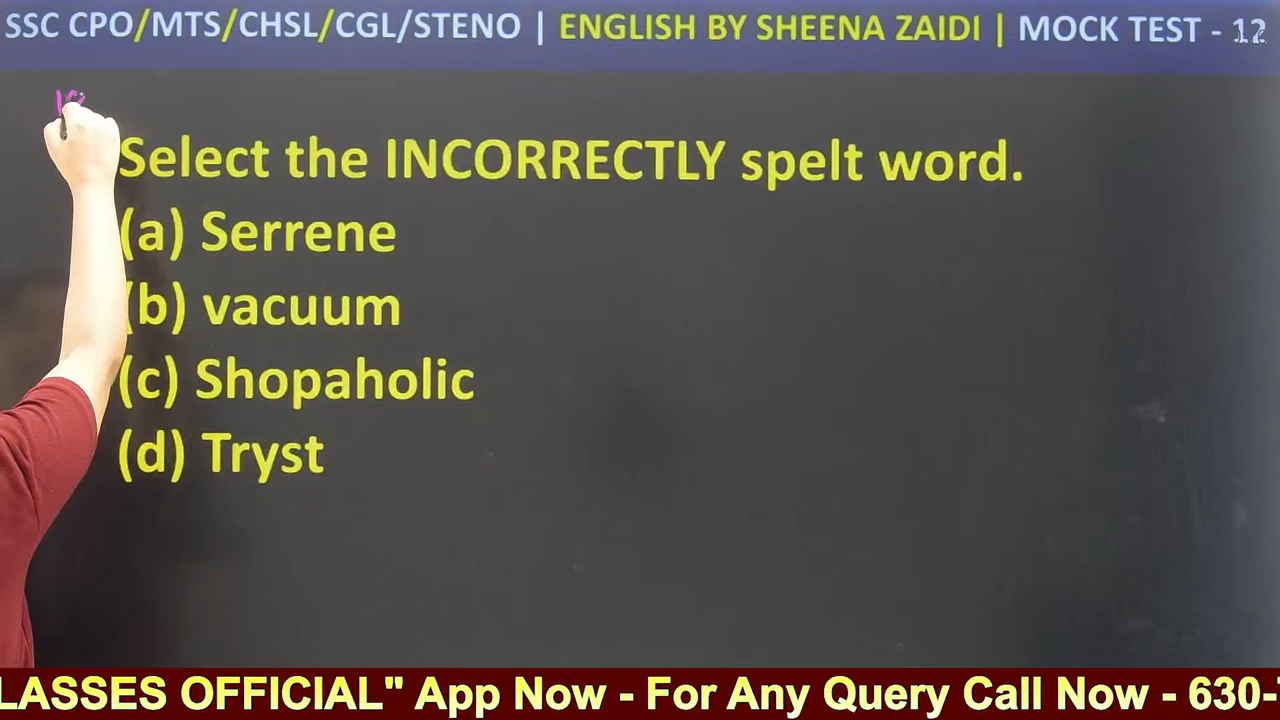 SSC CPO/MTS/CHSL/CGL/STENO | ENGLISH BY SHEENA ZAIDI | MOCK TEST - 12
Select the INCORRECTLY spelt word.
(a) Serrene
(b) vacuum
(c) Shopaholic
(d) Tryst
LASSES OFFICIAL" App Now - For Any Query Call Now - 630-